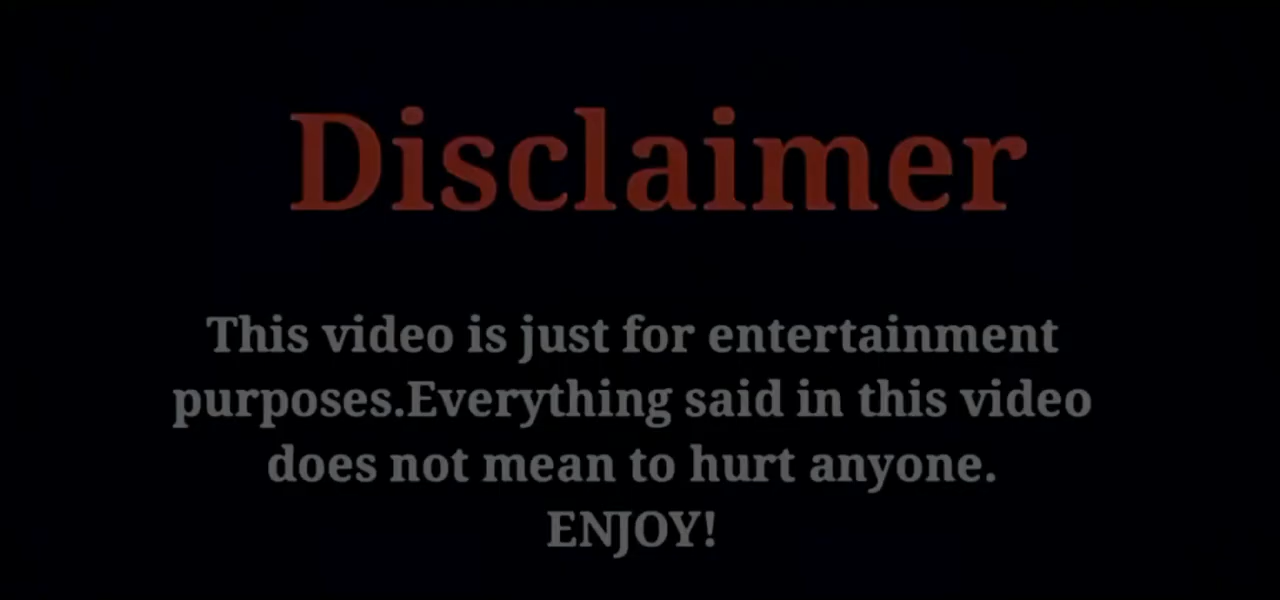 Disclaimer
This video is just for entertainment
purposes.Everything said in this video
does not mean to hurt anyone.
ENJOY!